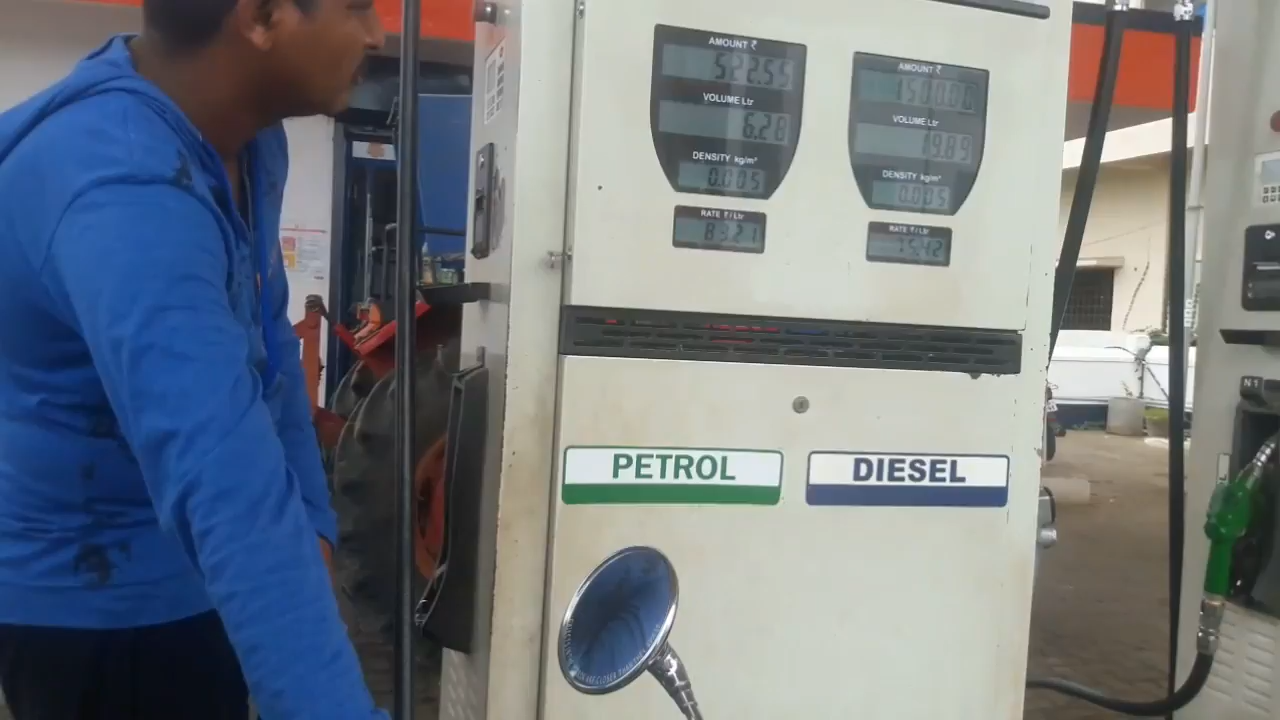 AMOUNT ₹
522.55
VOLUME Ltr
6.28
DENSITY kg/m³
0.005
RATE ₹/Ltr
83.21
AMOUNT ₹
1500.00
VOLUME Ltr
19.89
DENSITY kg/m³
0.005
RATE ₹/Ltr
75.42
PETROL
DIESEL
N 1